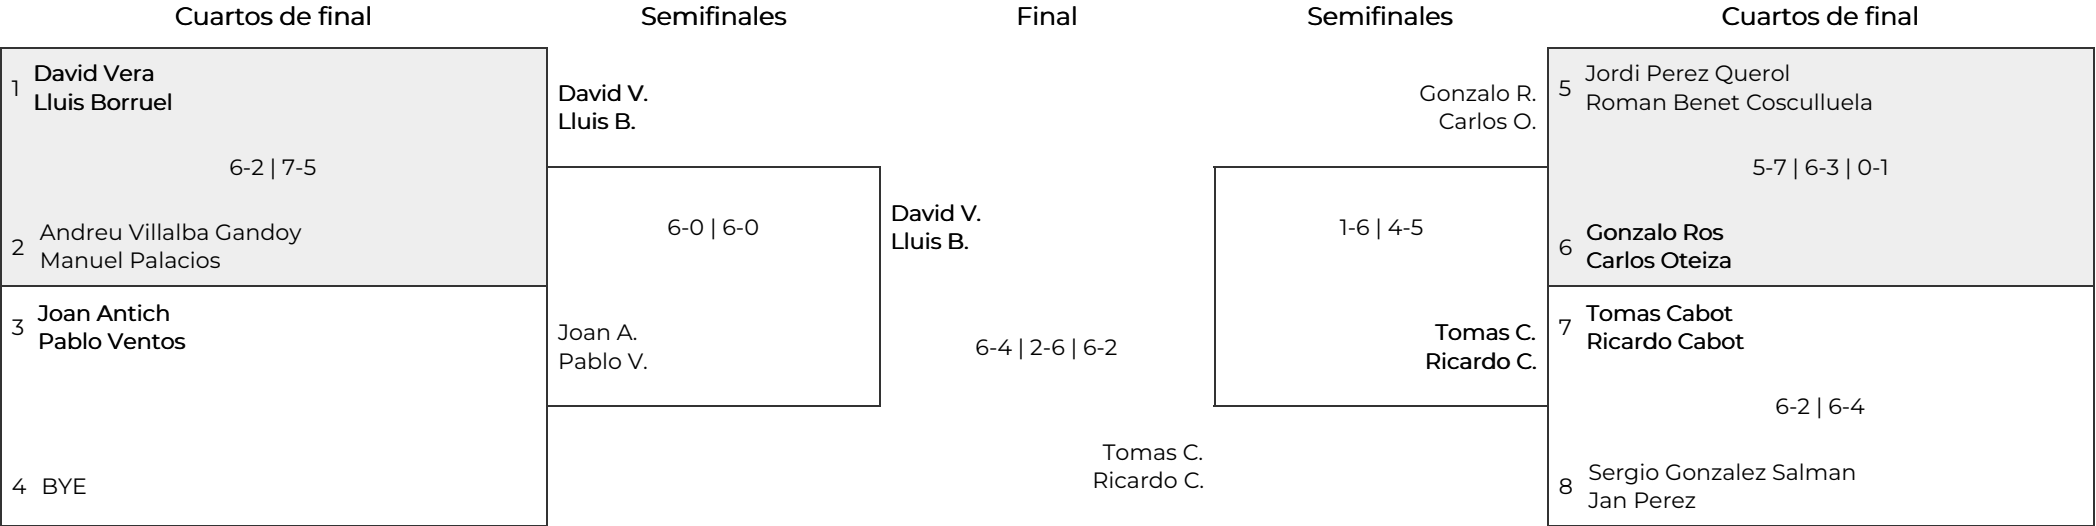 Cuartos de final
Semifinales
Final
Semifinales
Cuartos de final
1
David Vera
Lluis Borruel
6-2 | 7-5
2
Andreu Villalba Gandoy
Manuel Palacios
3
Joan Antich
Pablo Ventos
4 BYE
David V.
Lluis B.
6-0 | 6-0
Joan A.
Pablo V.
David V.
Lluis B.
6-4 | 2-6 | 6-2
Tomas C.
Ricardo C.
Gonzalo R.
Carlos O.
1-6 | 4-5
Tomas C.
Ricardo C.
5
Jordi Perez Querol
Roman Benet Cosculluela
5-7 | 6-3 | 0-1
6
Gonzalo Ros
Carlos Oteiza
7
Tomas Cabot
Ricardo Cabot
6-2 | 6-4
8
Sergio Gonzalez Salman
Jan Perez